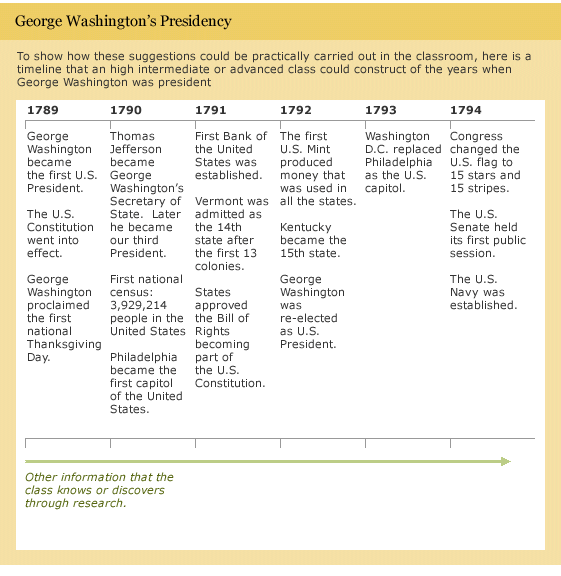 George Washington's Presidency
To show how these suggestions could be practically carried out in the classroom, here is a
timeline that an high intermediate or advanced class could construct of the years when
George Washington was president
1789
George
Washington
became
the first U.S.
President.
The U.S.
Constitution
went into
effect.
George
Washington
proclaimed
the first
national
Thanksgiving
Day.
1790
Thomas
Jefferson
became
George
Washington's
Secretary of
State.  Later
he became
our third
President.
First national
census:
3,929,214
people in the
United States
Philadelphia
became the
first capitol
of the United
States.
1791
First Bank of
the United
States was
established.
Vermont was
admitted as
the 14th
state after
the first 13
colonies.
States
approved
the Bill of
Rights
becoming
part of
the U.S.
Constitution.
1792
The first
U.S. Mint
produced
money that
was used in
all the states.
Kentucky
became the
15th state.
George
Washington
was
re-elected
as U.S.
President.
1793
Washington
D.C. replaced
Philadelphia
as the U.S.
capitol.
1794
Congress
changed the
U.S. flag to
15 stars and
15 stripes.
The U.S.
Senate held
its first public
session.
The U.S.
Navy was
established.
Other information that the
class knows or discovers
through research.